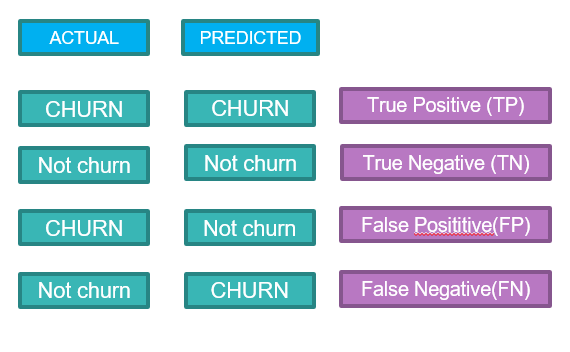 ACTUAL PREDICTED
CHURN CHURN True Positive (TP)
Not churn Not churn True Negative (TN)
CHURN Not churn False Posititive(FP)
Not churn CHURN False Negative(FN)